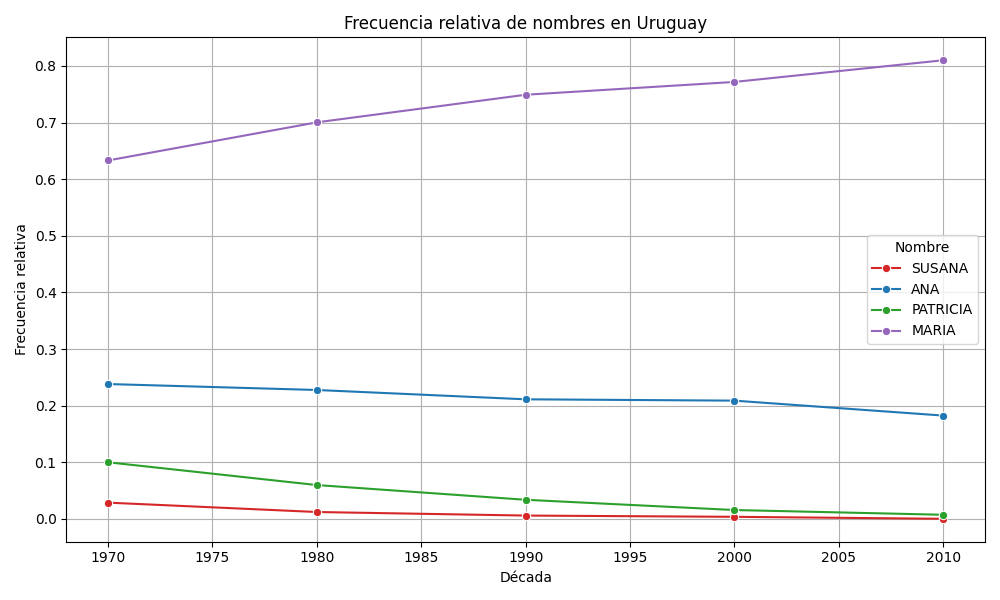 Frecuencia relativa de nombres en Uruguay
Frecuencia relativa
0.8
0.7
0.6
0.5
0.4
0.3
0.2
0.1
0.0
Nombre
SUSANA
ANA
PATRICIA
MARIA
1970 1975 1980 1985 1990 1995 2000 2005 2010
Década